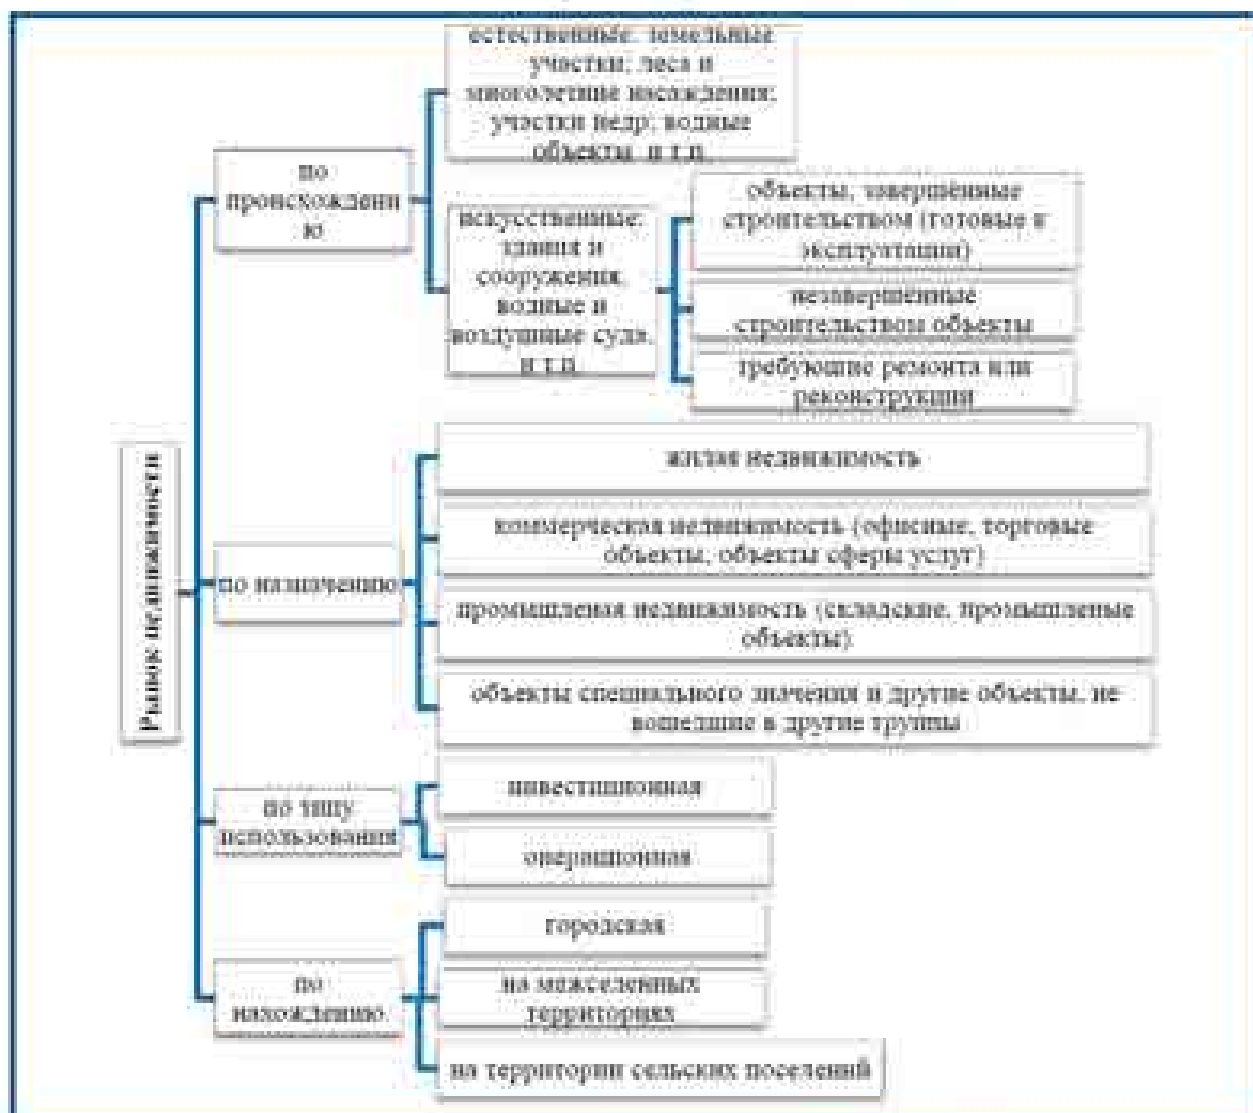 естественные: земельные
участки; леса и
многолетние насаждения;
участки недр; водные
объекты и т.п.
по
происхождени
ю
искусственные:
здания и
сооружения,
водные и
воздушные суда,
и т.п.
объекты, завершённые
строительством (готовые к
эксплуатации)
незавершённые
строительством объекты
требующие ремонта или
реконструкции
Рынок недвижимости
по назначению
жилая недвижимость
коммерческая недвижимость (офисные, торговые
объекты, объекты сферы услуг)
промышленая недвижимость (складские, промышленые
объекты)
объекты специального значения и другие объекты, не
вошедшие в другие группы
по типу
использования
инвестиционная
операционная
по
нахождению
городская
на межселенных
территориях
на территории сельских поселений